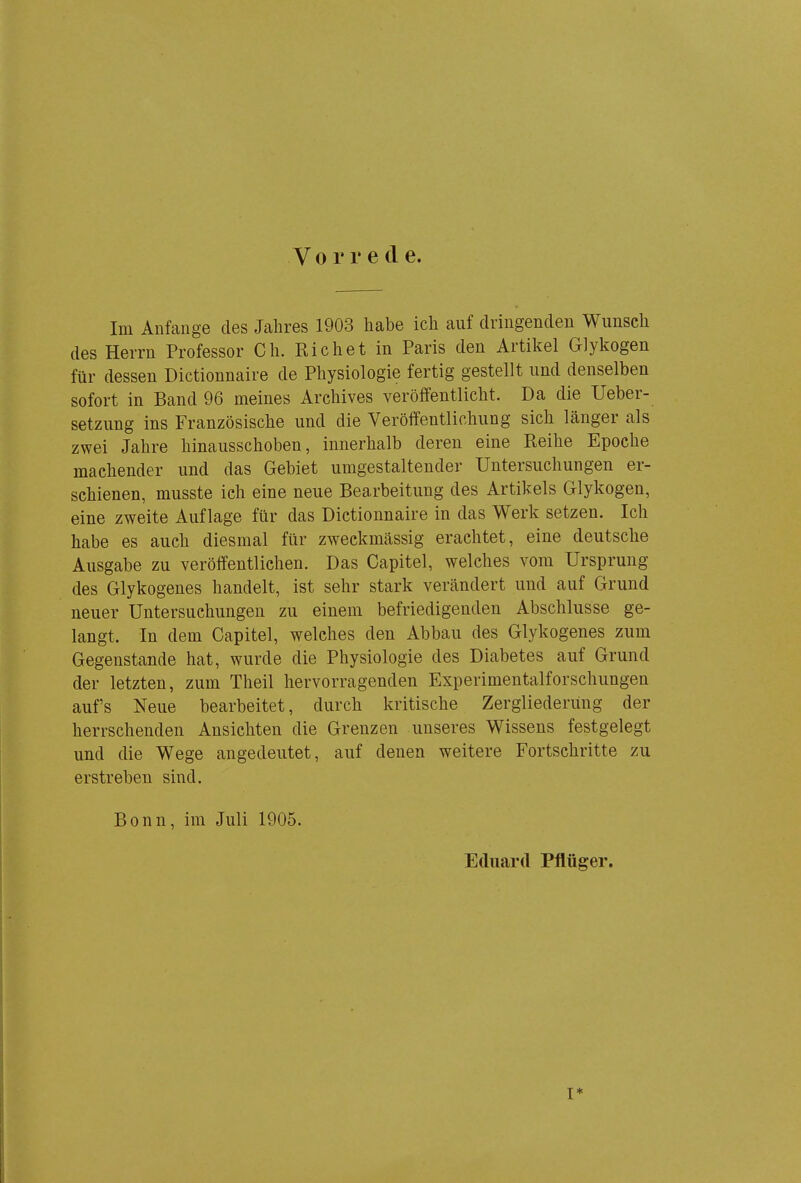 Vorrede.
Im Anfange des Jahres 1903 habe ich auf dringenden Wunsch
des Herrn Professor Ch. Richet in Paris den Artikel Glykogen
für dessen Dictionnaire de Physiologie fertig gestellt und denselben
sofort in Band 96 meines Archives veröffentlicht. Da die Ueber-
setzung ins Französische und die Veröffentlichung sich länger als
zwei Jahre hinausschoben, innerhalb deren eine Reihe Epoche
machender und das Gebiet umgestaltender Untersuchungen er-
schienen, musste ich eine neue Bearbeitung des Artikels Glykogen,
eine zweite Auflage für das Dictionnaire in das Werk setzen. Ich
habe es auch diesmal für zweckmässig erachtet, eine deutsche
Ausgabe zu veröffentlichen. Das Capitel, welches vom Ursprung
des Glykogenes handelt, ist sehr stark verändert und auf Grund
neuer Untersuchungen zu einem befriedigenden Abschlusse ge-
langt. In dem Capitel, welches den Abbau des Glykogenes zum
Gegenstande hat, wurde die Physiologie des Diabetes auf Grund
der letzten, zum Theil hervorragenden Experimentalforschungen
auf's Neue bearbeitet, durch kritische Zergliederung der
herrschenden Ansichten die Grenzen unseres Wissens festgelegt
und die Wege angedeutet, auf denen weitere Fortschritte zu
erstreben sind.
Bonn, im Juli 1905.
Eduard Pflüger.
I*